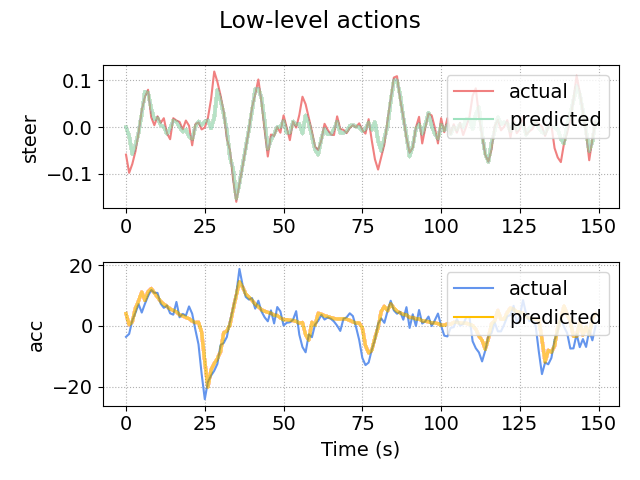 Low-level actions
steer
0.1
0.0
−0.1
actual
predicted
0 25 50 75 100 125 150
acc
20
0
−20
actual
predicted
0 25 50 75 100 125 150
Time (s)